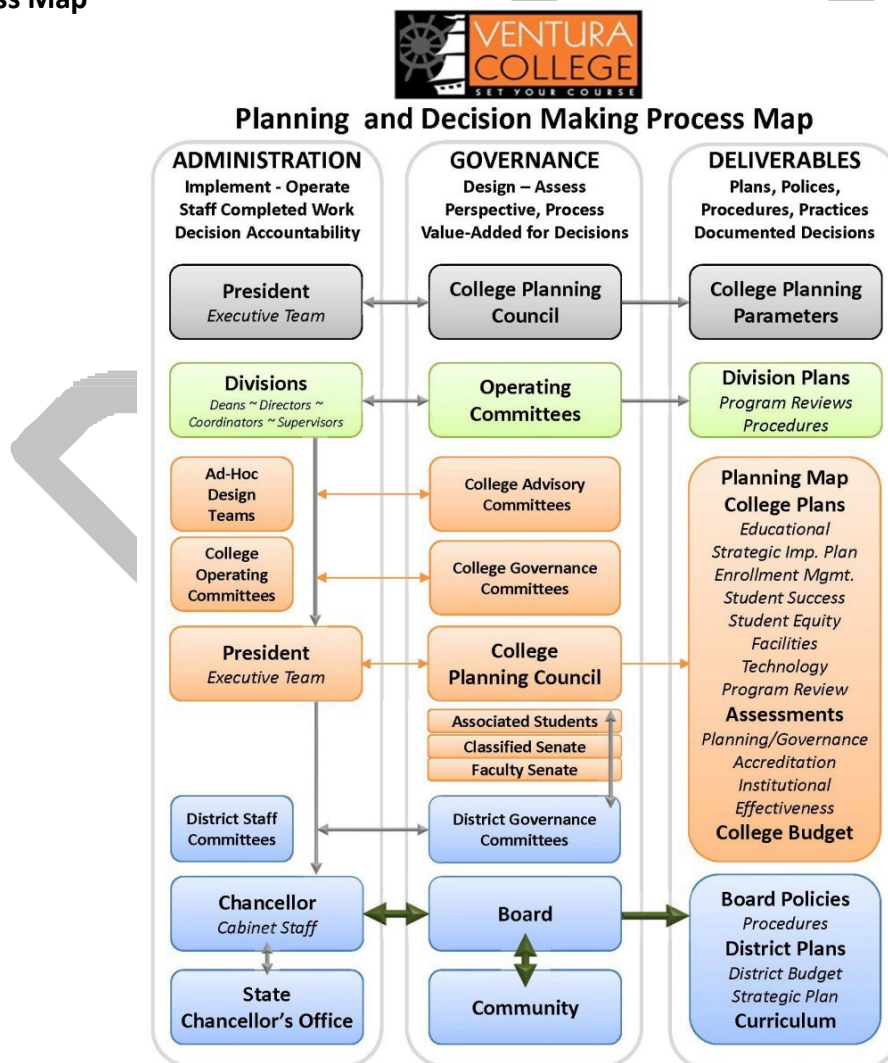 ss Map
VENTURA
COLLEGE
SET YOUR COURSE
Planning and Decision Making Process Map
ADMINISTRATION
Implement - Operate
Staff Completed Work
Decision Accountability
GOVERNANCE
Design – Assess
Perspective, Process
Value-Added for Decisions
DELIVERABLES
Plans, Polices,
Procedures, Practices
Documented Decisions
President
Executive Team
College Planning
Council
College Planning
Parameters
Divisions
Deans ~ Directors ~
Coordinators ~ Supervisors
Operating
Committees
Division Plans
Program Reviews
Procedures
Ad-Hoc
Design
Teams
College Advisory
Committees
College
Operating
Committees
College Governance
Committees
President
Executive Team
College
Planning Council
Associated Students
Classified Senate
Faculty Senate
Planning Map
College Plans
Educational
Strategic Imp. Plan
Enrollment Mgmt.
Student Success
Student Equity
Facilities
Technology
Program Review
Assessments
Planning/Governance
Accreditation
Institutional
Effectiveness
College Budget
District Staff
Committees
District Governance
Committees
Chancellor
Cabinet Staff
Board
Board Policies
Procedures
District Plans
District Budget
Strategic Plan
Curriculum
State
Chancellor's Office
Community